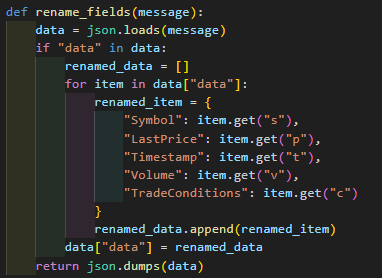 def rename_fields(message):
    data = json.loads(message)
    if "data" in data:
        renamed_data = []
        for item in data["data"]:
            renamed_item = {
                "Symbol": item.get("s"),
                "LastPrice": item.get("p"),
                "Timestamp": item.get("t"),
                "Volume": item.get("v"),
                "TradeConditions": item.get("c")
            }
            renamed_data.append(renamed_item)
        data["data"] = renamed_data
    return json.dumps(data)